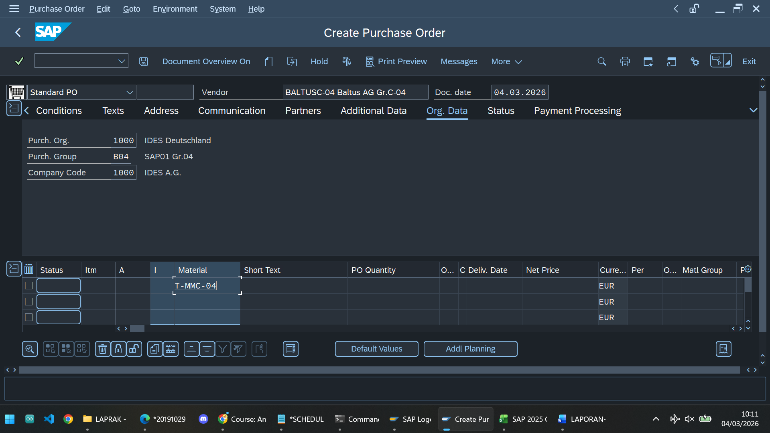 Purchase Order Edit Goto Environment System Help
SAP Create Purchase Order
Document Overview On Hold Print Preview Messages More Exit
Standard PO Vendor BALTUSC-04 Baltus AG Gr.C-04 Doc. date 04.03.2026
Conditions Texts Address Communication Partners Additional Data Org. Data Status Payment Processing
Purch. Org. 1000 IDES Deutschland
Purch. Group B04 SAP01 Gr.04
Company Code 1000 IDES A.G.
Status Itm A I Material Short Text PO Quantity O... C Deliv. Date Net Price Curre... Per O... Matl Group P
T-MMC-04 EUR
EUR
EUR
Default Values Addl Planning
LAPRAK - *20191029 Course: An *SCHEDUL Comman SAP Log Create Pur SAP 2025 LAPORAN- 10:11
04/03/2026